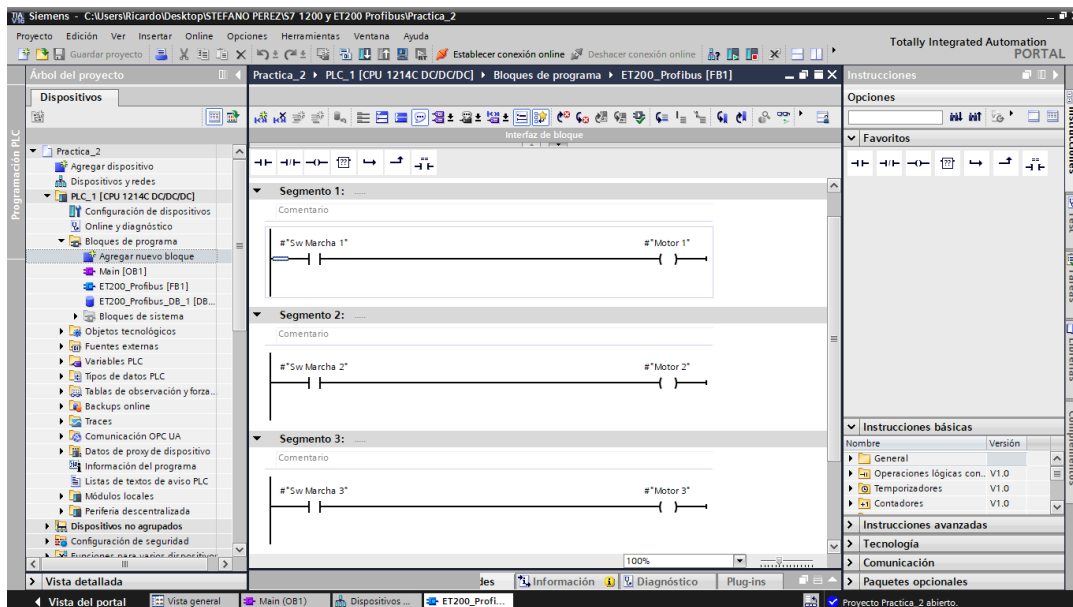 Siemens - C:\Users\Ricardo\Desktop\STEFANO PEREZ\S7 1200 y ET200 Profibus\Practica_2
Proyecto Edición Ver Insertar Online Opciones Herramientas Ventana Ayuda
Totally Integrated Automation
PORTAL
Guardar proyecto
Establecer conexión online
Deshacer conexión online
Árbol del proyecto
Practica_2 PLC_1 [CPU 1214C DC/DC/DC] Bloques de programa ET200_Profibus [FB1]
Instrucciones
Dispositivos
Opciones
Interfaz de bloque
Favoritos
Programación PLC
Practica_2
Agregar dispositivo
Dispositivos y redes
PLC_1 [CPU 1214C DC/DC/DC]
Configuración de dispositivos
Online y diagnóstico
Bloques de programa
Agregar nuevo bloque
Main [OB1]
ET200_Profibus [FB1]
ET200_Profibus_DB_1 [DB...
Bloques de sistema
Objetos tecnológicos
Fuentes externas
Variables PLC
Tipos de datos PLC
Tablas de observación y forza...
Backups online
Traces
Comunicación OPC UA
Datos de proxy de dispositivo
Información del programa
Listas de textos de aviso PLC
Módulos locales
Periferia descentralizada
Dispositivos no agrupados
Configuración de seguridad
Vista detallada
Segmento 1:
Comentario
#"Sw Marcha 1" #"Motor 1"
Segmento 2:
Comentario
#"Sw Marcha 2" #"Motor 2"
Segmento 3:
Comentario
#"Sw Marcha 3" #"Motor 3"
100%
Información
Diagnóstico
Plug-ins
Instrucciones básicas
Nombre Versión
General
Operaciones lógicas con.. V1.0
Temporizadores V1.0
Contadores V1.0
Instrucciones avanzadas
Tecnología
Comunicación
Paquetes opcionales
Vista del portal
Vista general
Main (OB1)
Dispositivos ...
ET200_Profi...
Proyecto Practica_2 abierto.